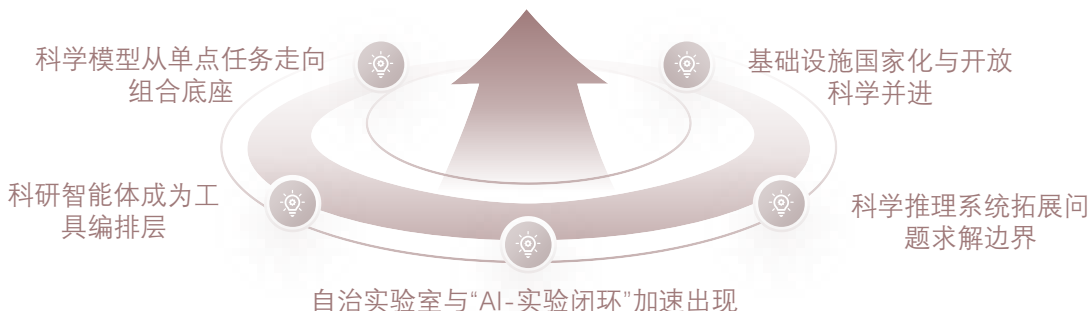 科学模型从单点任务走向
组合底座
基础设施国家化与开放
科学并进
科研智能体成为工
具编排层
科学推理系统拓展问
题求解边界
自治实验室与“AI-实验闭环”加速出现